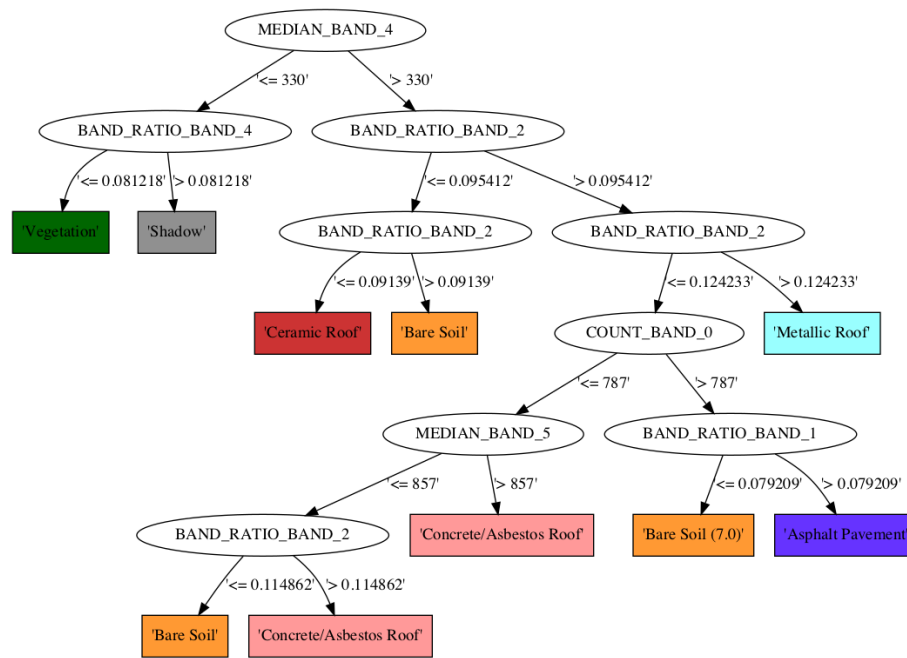 MEDIAN_BAND_4
'<= 330'
'> 330'
BAND_RATIO_BAND_4
BAND_RATIO_BAND_2
'<= 0.081218'
'> 0.081218'
'<= 0.095412'
'> 0.095412'
'Vegetation'
'Shadow'
BAND_RATIO_BAND_2
BAND_RATIO_BAND_2
'<= 0.09139'
'> 0.09139'
'<= 0.124233'
'> 0.124233'
'Ceramic Roof'
'Bare Soil'
COUNT_BAND_0
'Metallic Roof'
'<= 787'
'> 787'
MEDIAN_BAND_5
BAND_RATIO_BAND_1
'<= 857'
'> 857'
'<= 0.079209'
'> 0.079209'
BAND_RATIO_BAND_2
'Concrete/Asbestos Roof'
'Bare Soil (7.0)'
'Asphalt Pavement'
'<= 0.114862'
'> 0.114862'
'Bare Soil'
'Concrete/Asbestos Roof'